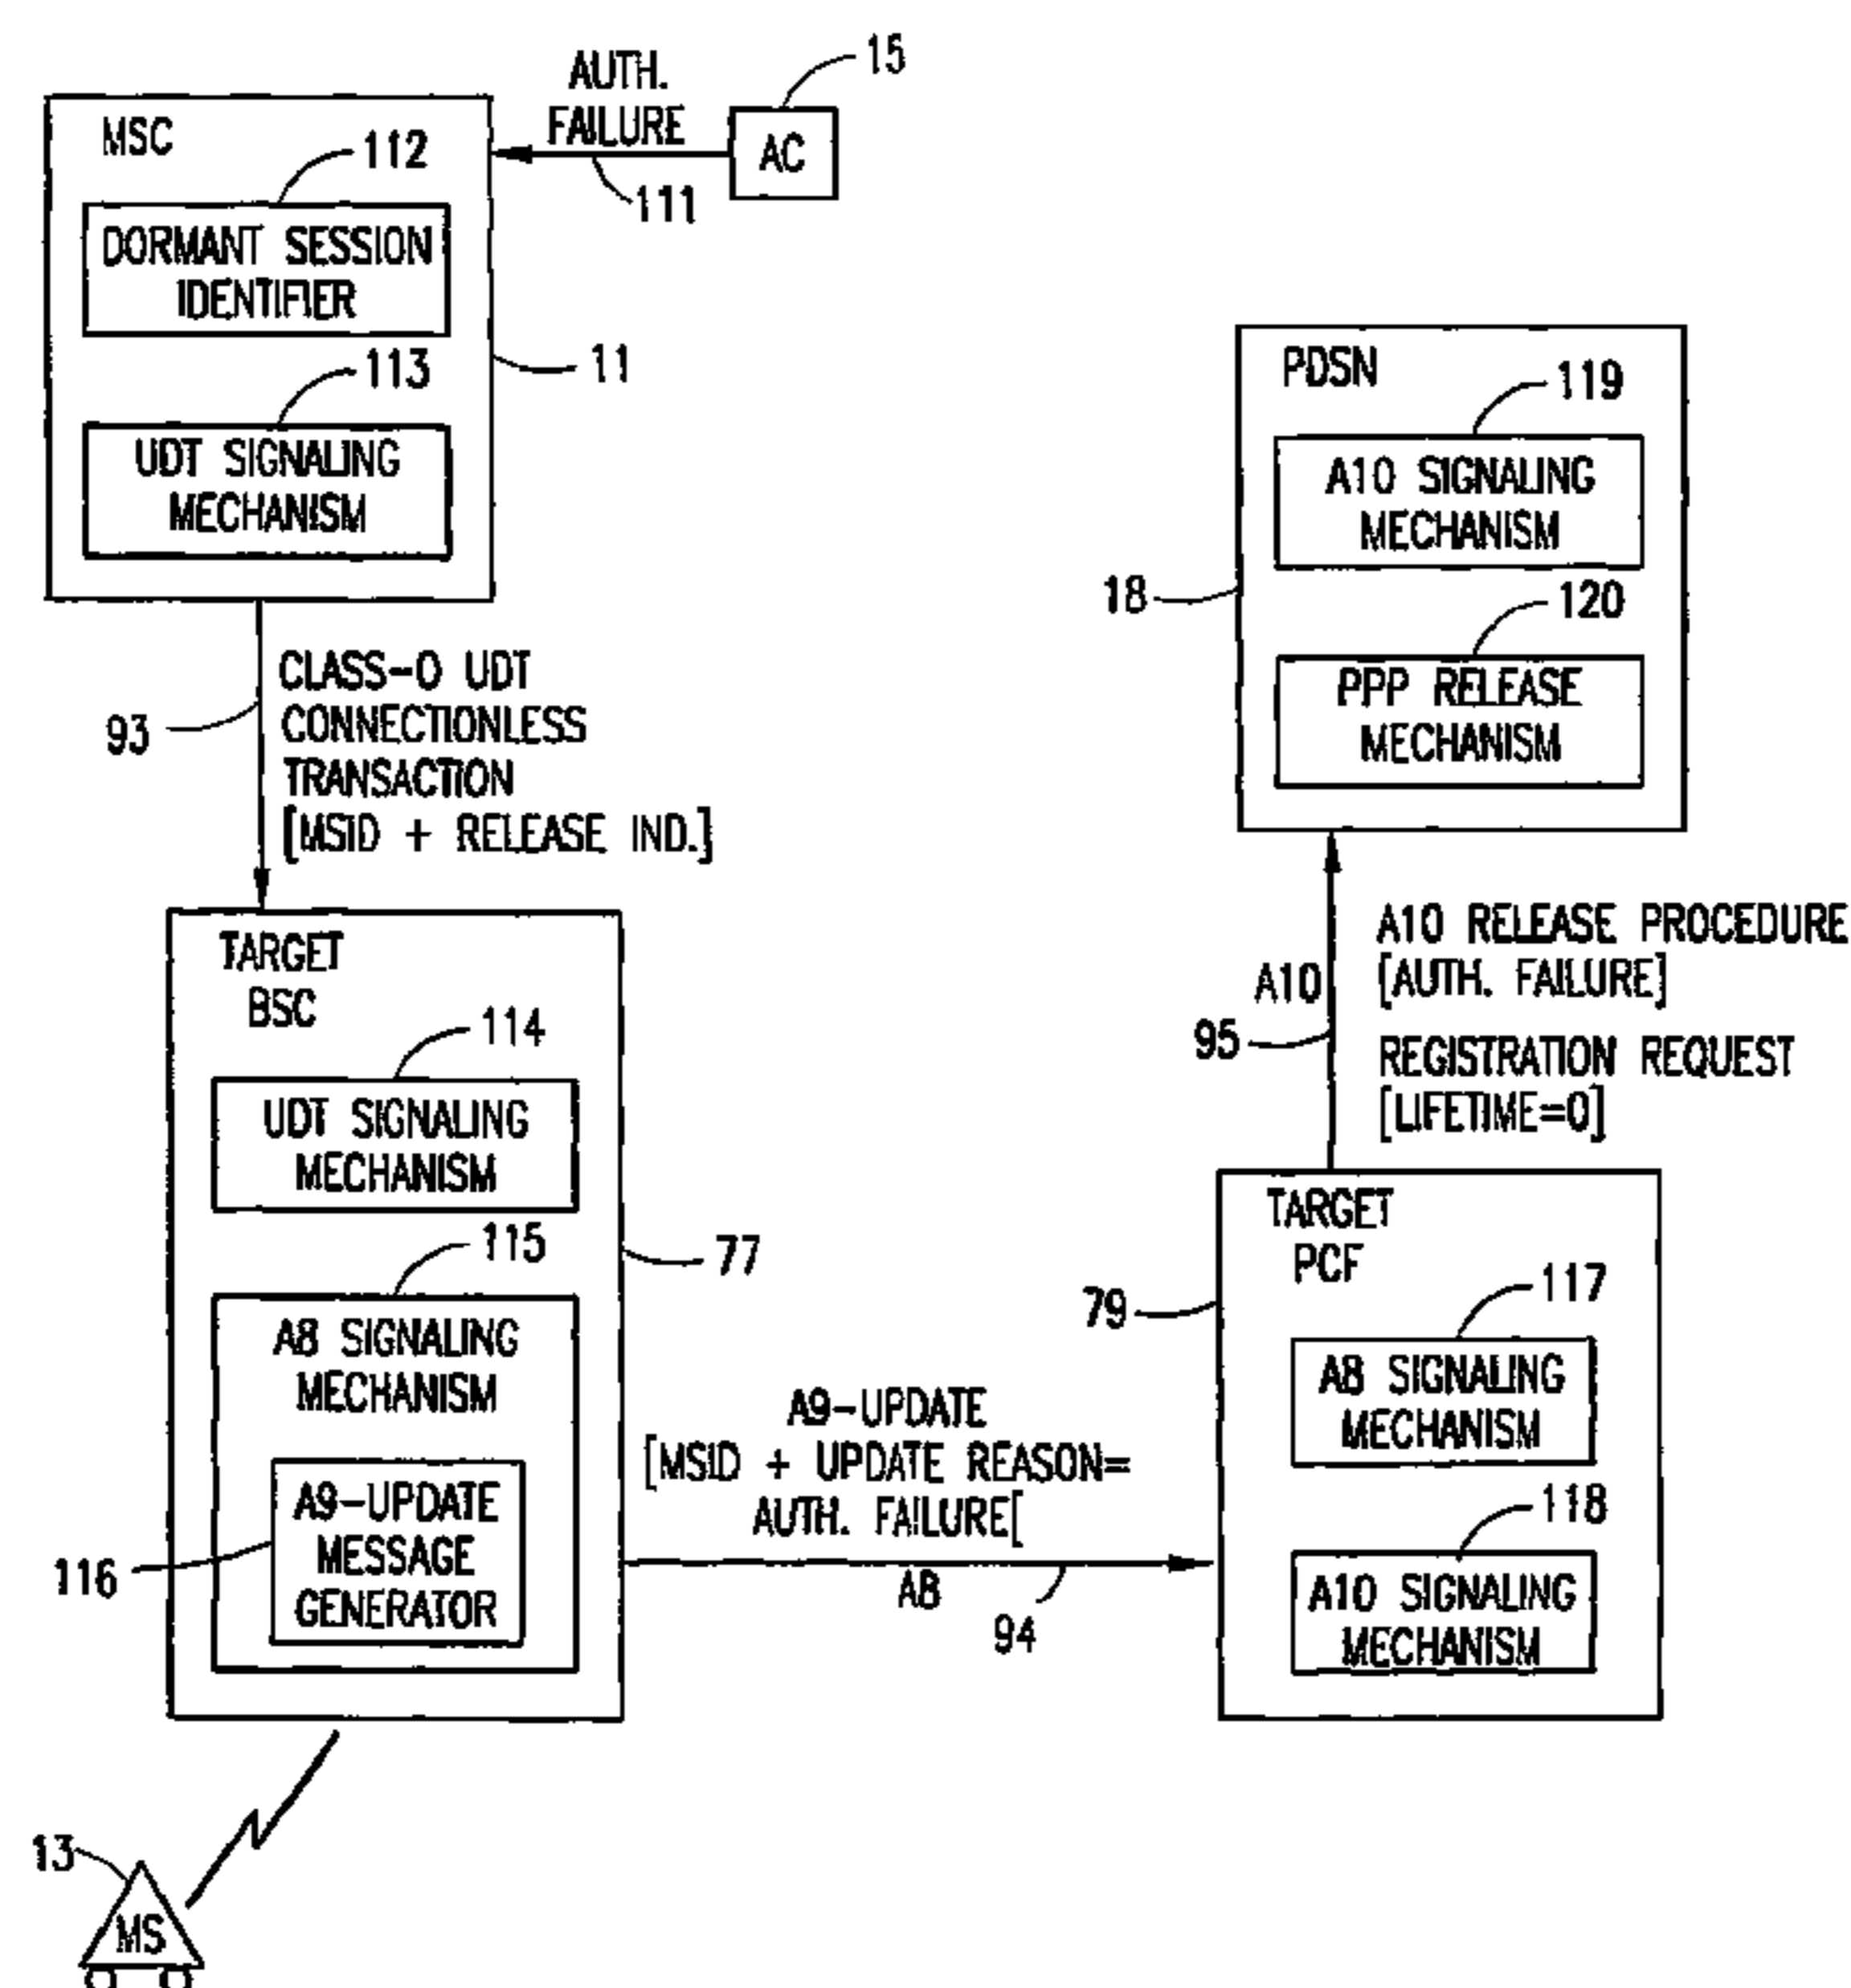 15
AUTH.
FAILURE
AC
111
MSC
112
DORMANT SESSION
IDENTIFIER
11
113
UDT SIGNALING
MECHANISM
93
CLASS-0 UDT
CONNECTIONLESS
TRANSACTION
[MSID + RELEASE IND.]
PDSN
119
A10 SIGNALING
MECHANISM
18
120
PPP RELEASE
MECHANISM
A10
95
A10 RELEASE PROCEDURE
[AUTH. FAILURE]
REGISTRATION REQUEST
[LIFETIME=0]
TARGET
BSC
114
UDT SIGNALING
MECHANISM
115
77
A8 SIGNALING
MECHANISM
A9-UPDATE
MESSAGE
GENERATOR
116
A9-UPDATE
[MSID + UPDATE REASON=
AUTH. FAILURE[
A8
94
TARGET
PCF
79
117
A8 SIGNALING
MECHANISM
118
A10 SIGNALING
MECHANISM
13
MS